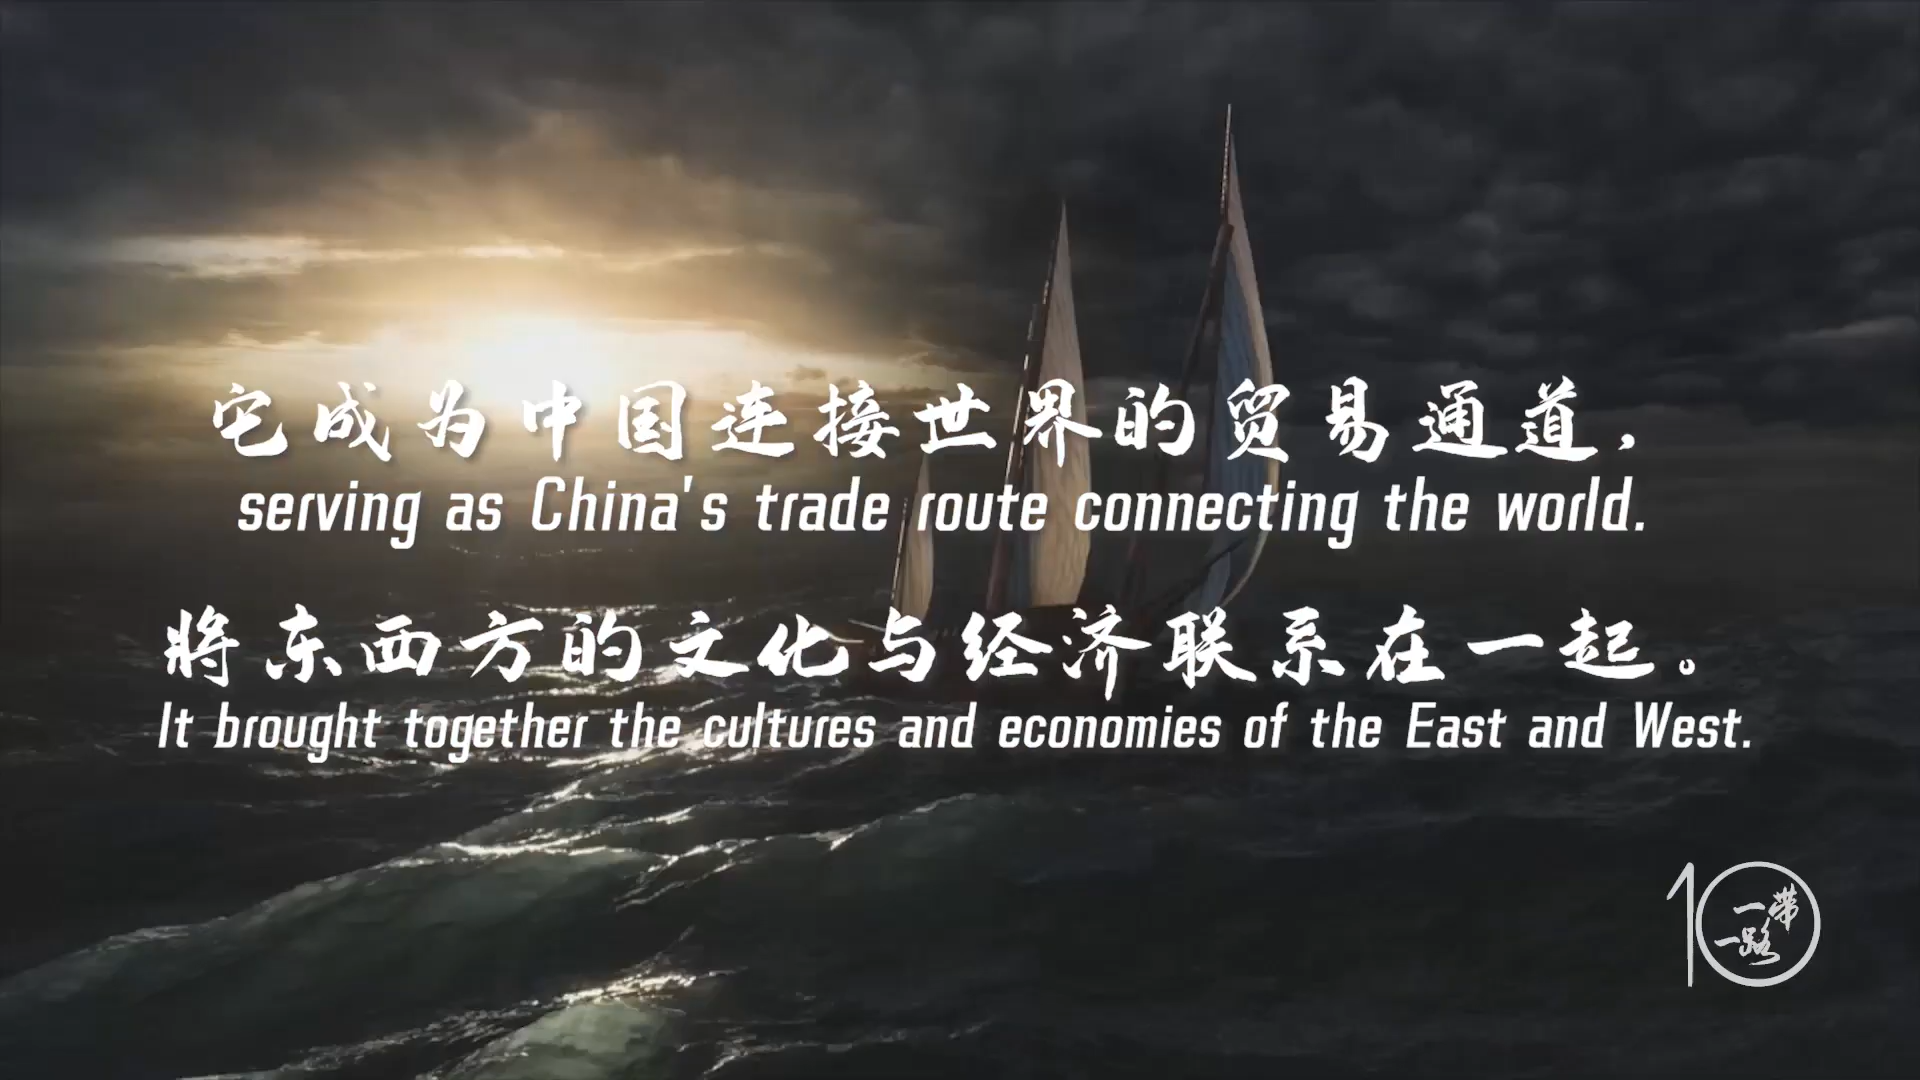 它成为中国连接世界的贸易通道，
serving as China's trade route connecting the world.
将东西方的文化与经济联系在一起。
It brought together the cultures and economies of the East and West.
10
一带
一路